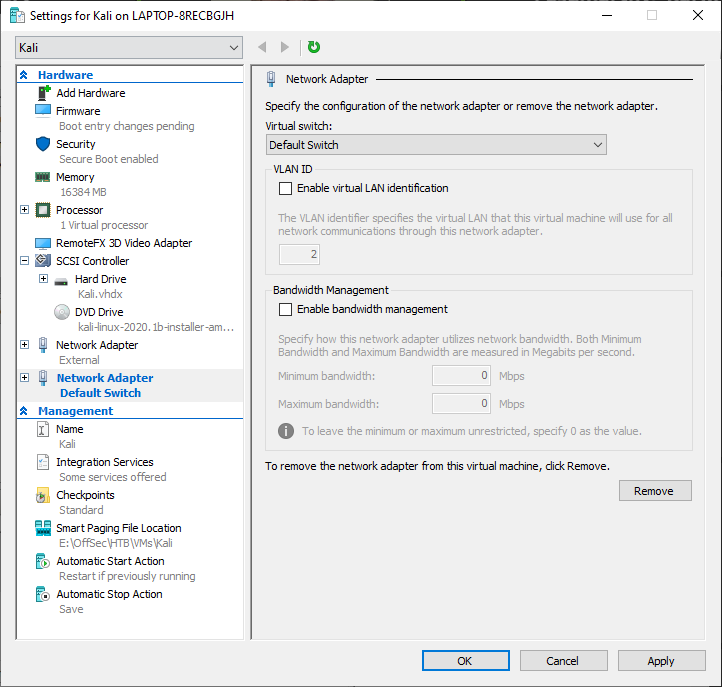 Settings for Kali on LAPTOP-8RECBGJH
Kali
Hardware
Add Hardware
Firmware
Boot entry changes pending
Security
Secure Boot enabled
Memory
16384 MB
Processor
1 Virtual processor
RemoteFX 3D Video Adapter
SCSI Controller
Hard Drive
Kali.vhdx
DVD Drive
kali-linux-2020.1b-installer-am...
Network Adapter
External
Network Adapter
Default Switch
Management
Name
Kali
Integration Services
Some services offered
Checkpoints
Standard
Smart Paging File Location
E:\OffSec\HTB\VMs\Kali
Automatic Start Action
Restart if previously running
Automatic Stop Action
Save
Network Adapter
Specify the configuration of the network adapter or remove the network adapter.
Virtual switch:
Default Switch
VLAN ID
Enable virtual LAN identification
The VLAN identifier specifies the virtual LAN that this virtual machine will use for all
network communications through this network adapter.
2
Bandwidth Management
Enable bandwidth management
Specify how this network adapter utilizes network bandwidth. Both Minimum
Bandwidth and Maximum Bandwidth are measured in Megabits per second.
Minimum bandwidth: 0 Mbps
Maximum bandwidth: 0 Mbps
To leave the minimum or maximum unrestricted, specify 0 as the value.
To remove the network adapter from this virtual machine, click Remove.
Remove
OK Cancel Apply